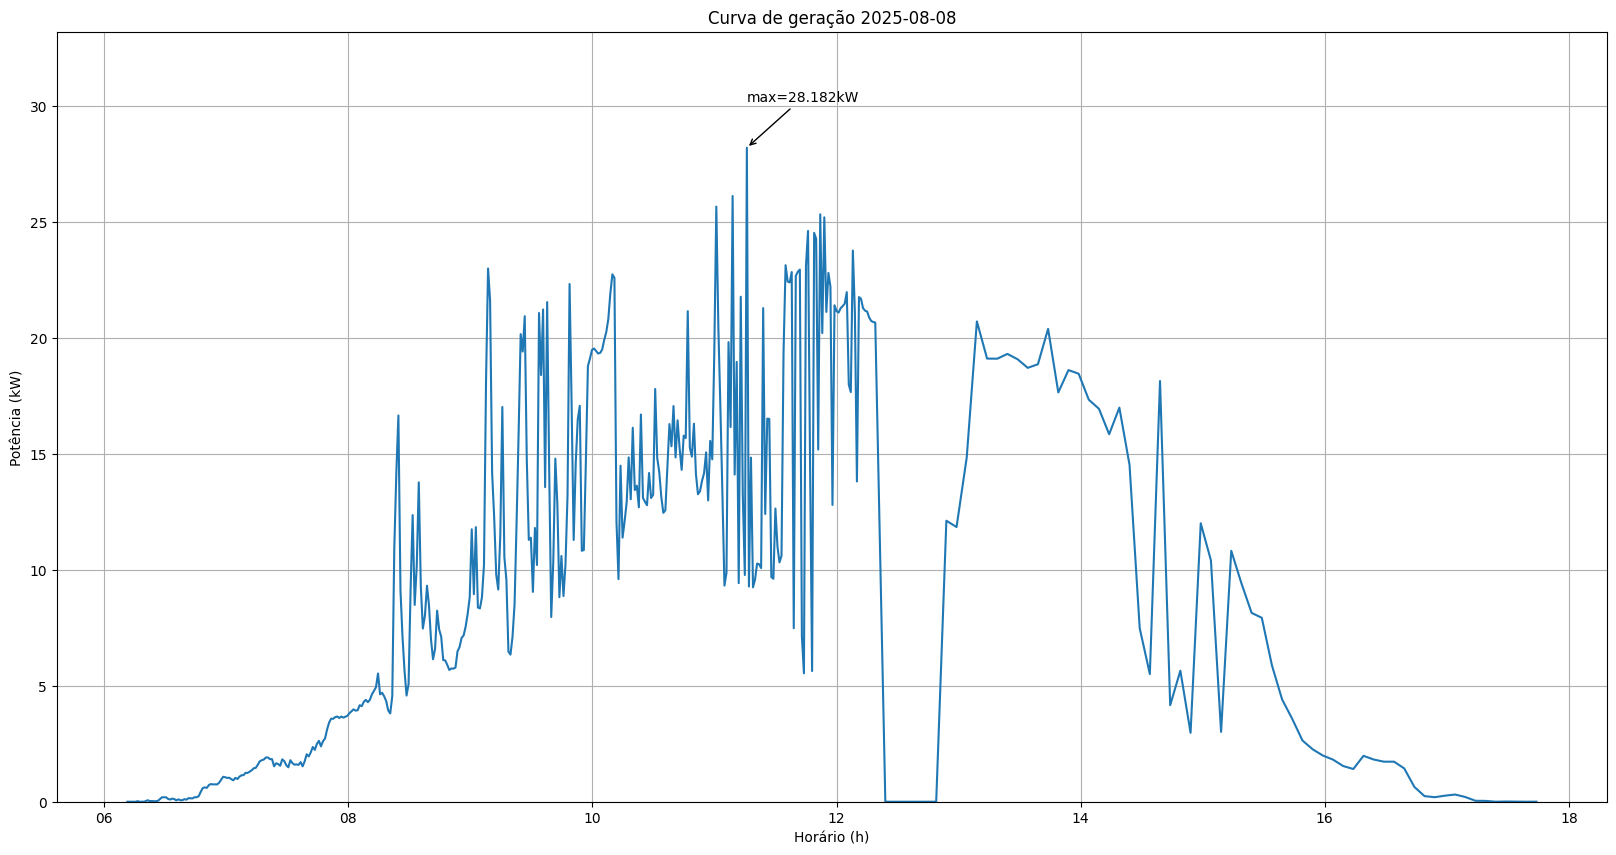 Curva de geração 2025-08-08
max=28.182kW
Potência (kW)
30
25
20
15
10
5
0
06 08 10 12 14 16 18
Horário (h)